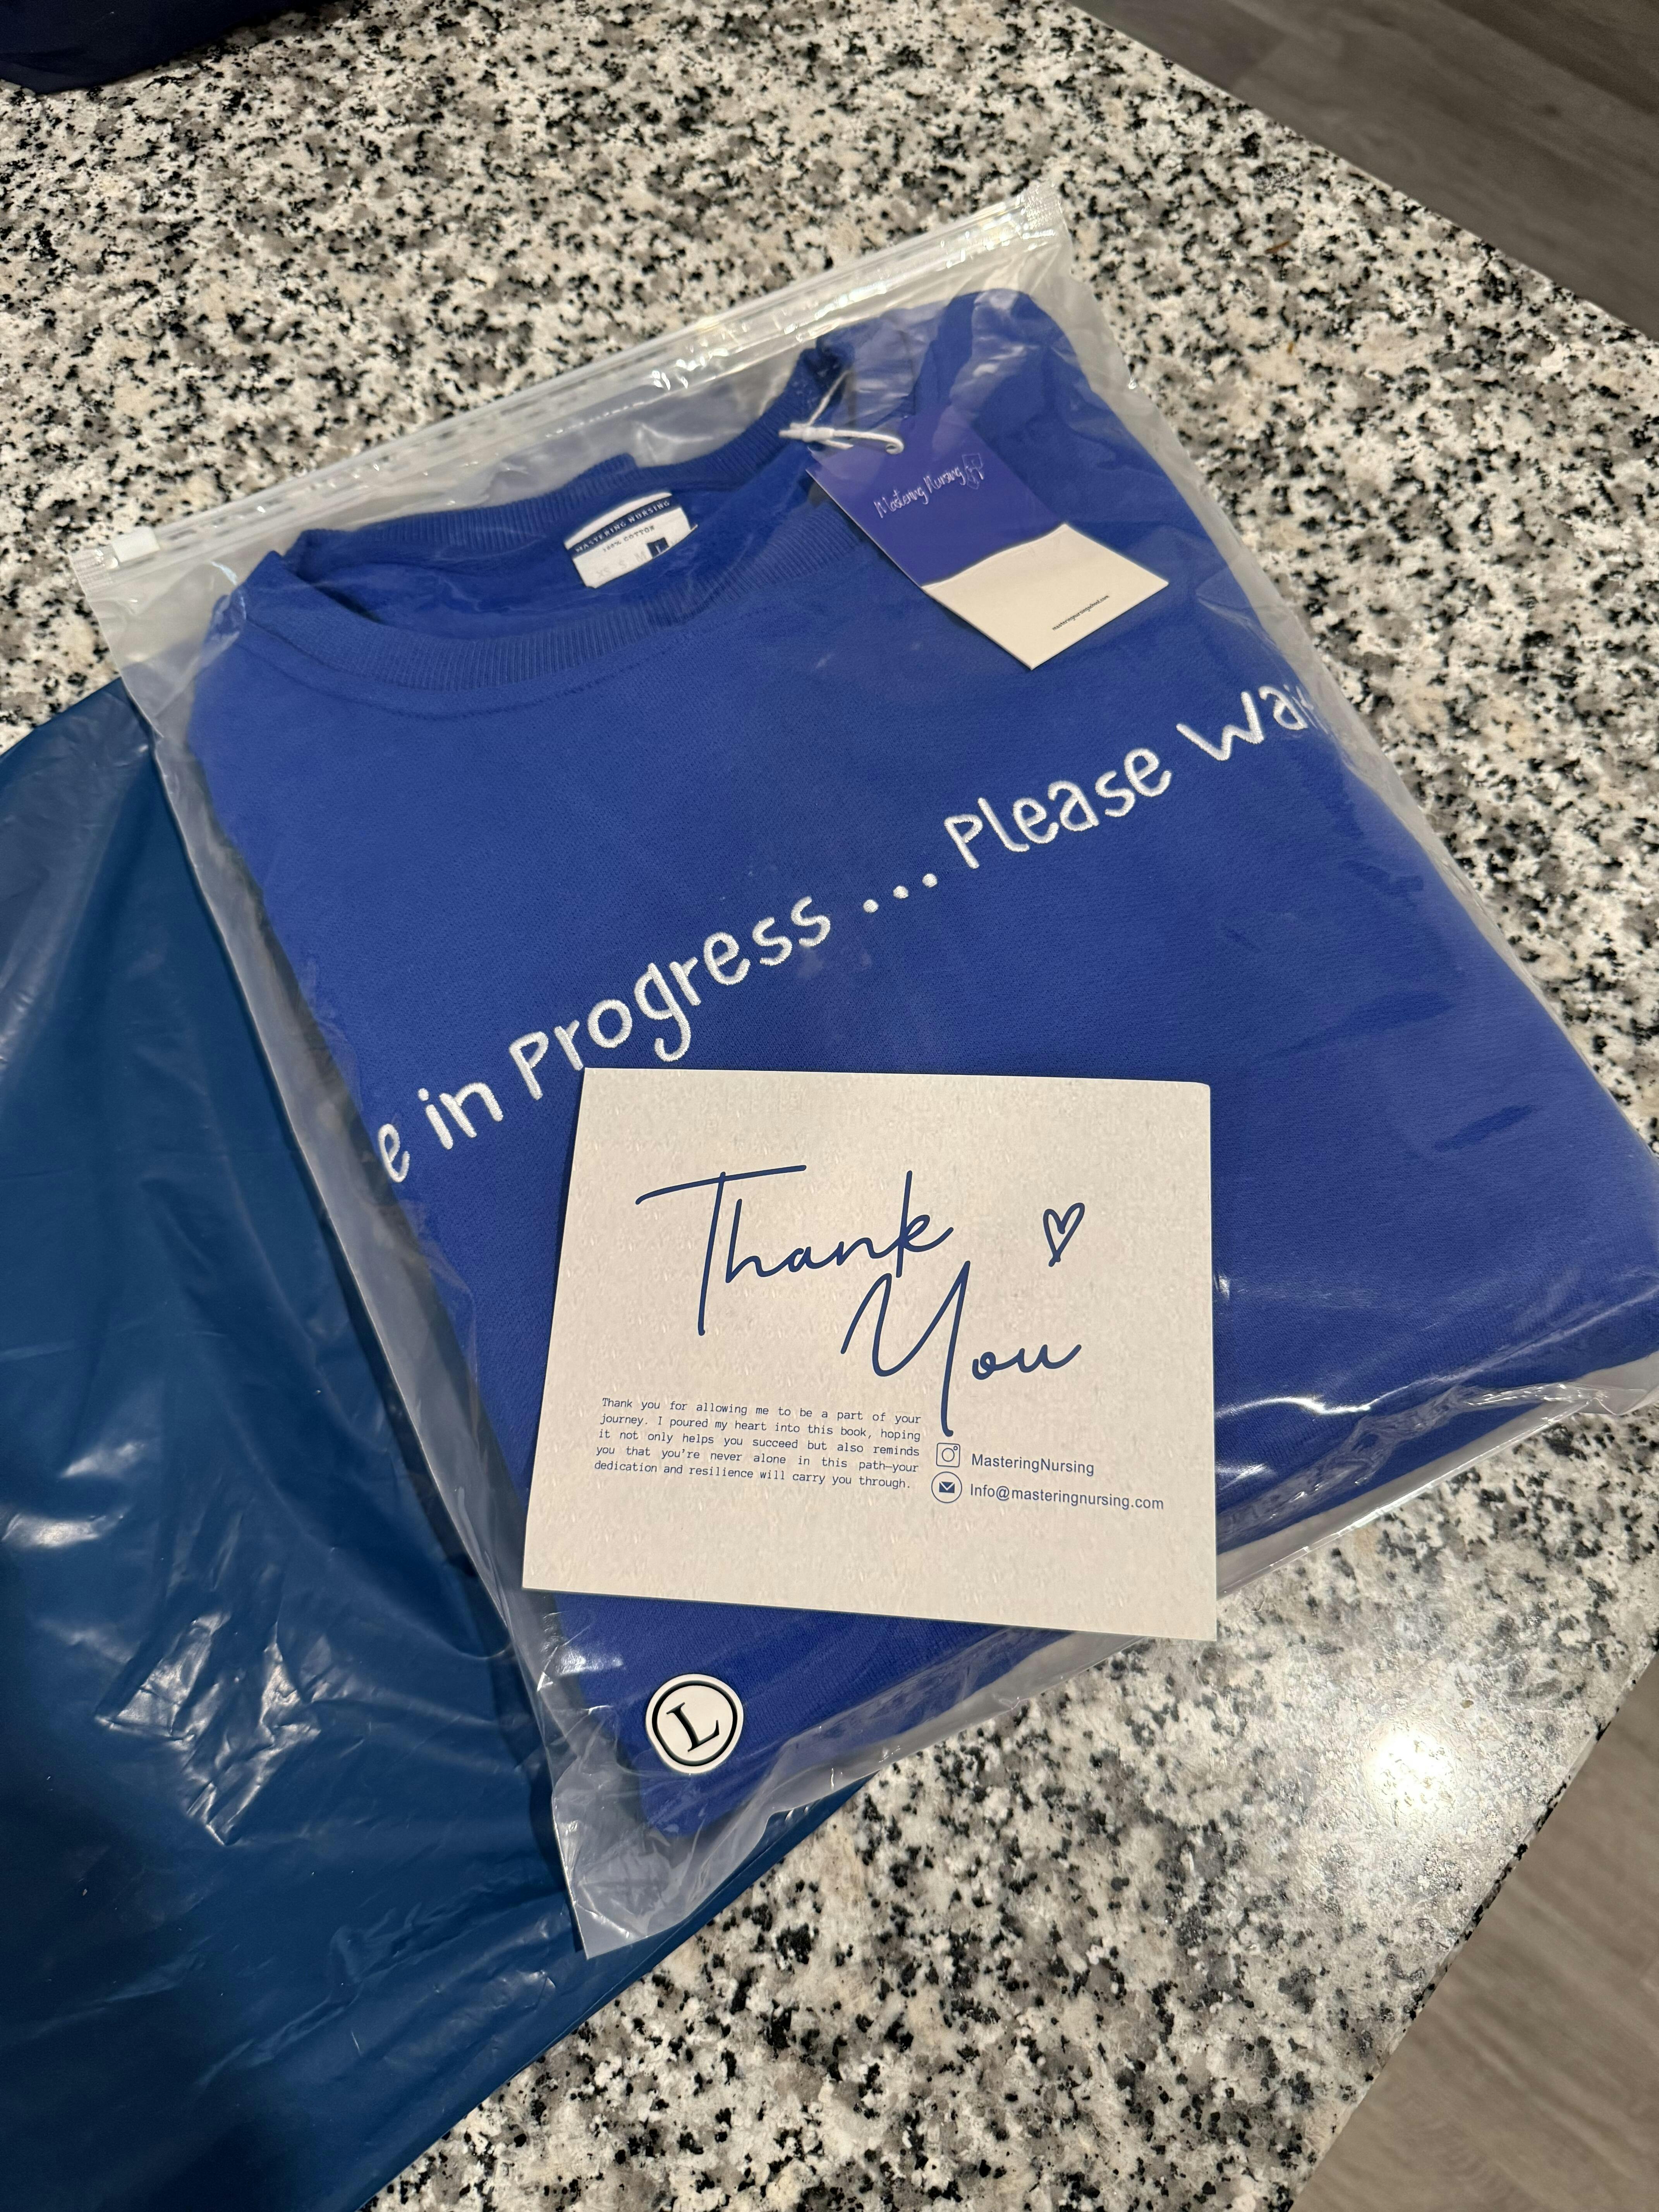 Mastering Nursing
MASTERING NURSING
100% COTTON
M L
masteringnursingschool.com
e in Progress .... Please Wait
Thank
You
Thank you for allowing me to be a part of your
journey. I poured my heart into this book, hoping
it not only helps you succeed but also reminds
you that you're never alone in this path—your
dedication and resilience will carry you through.
MasteringNursing
Info@masteringnursing.com
L